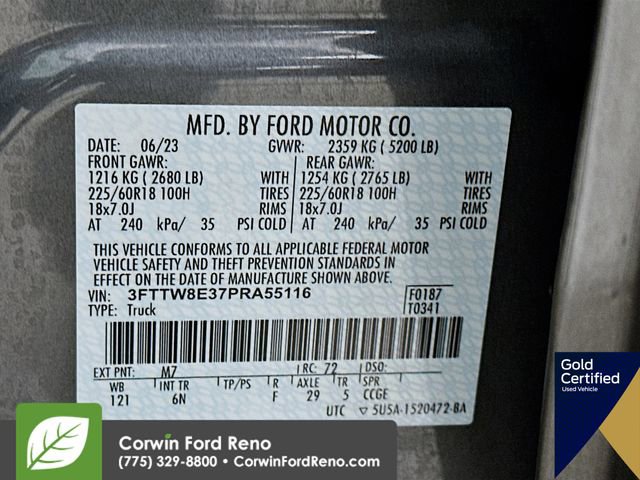 MFD. BY FORD MOTOR CO.
DATE: 06/23 GVWR: 2359 KG ( 5200 LB)
FRONT GAWR: REAR GAWR:
1216 KG ( 2680 LB) WITH 1254 KG ( 2765 LB) WITH
225/60R18 100H TIRES 225/60R18 100H TIRES
18x7.0J RIMS 18x7.0J RIMS
AT 240 kPa/ 35 PSI COLD AT 240 kPa/ 35 PSI COLD
THIS VEHICLE CONFORMS TO ALL APPLICABLE FEDERAL MOTOR
VEHICLE SAFETY AND THEFT PREVENTION STANDARDS IN
EFFECT ON THE DATE OF MANUFACTURE SHOWN ABOVE.
VIN: 3FTTW8E37PRA55116 F0187
TYPE: Truck T0341
EXT PNT: M7 RC: 72 DSO:
WB INT TR TP/PS R AXLE TR SPR
121 6N F 29 5 CCGE
UTC ▽ 5U5A-1520472-BA
Gold
Certified
Used Vehicle
Corwin Ford Reno
(775) 329-8800 • CorwinFordReno.com